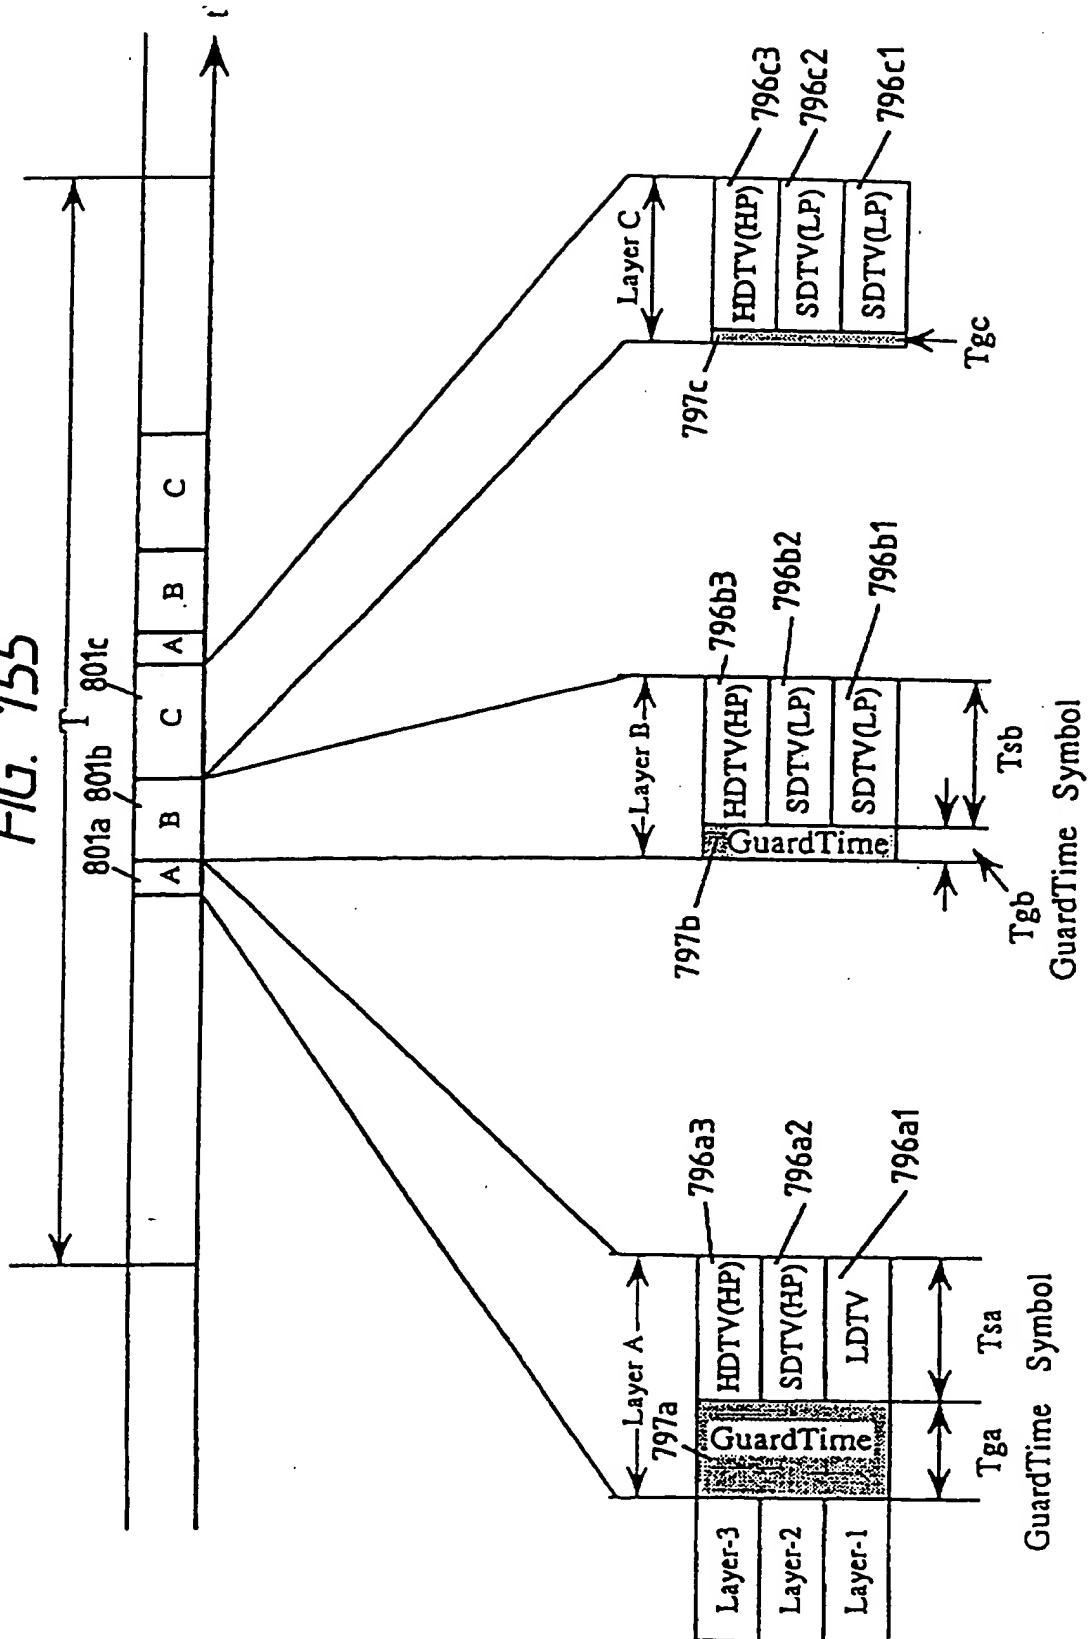 FIG. 155
T
t
801a 801b 801c
A B C A B C
Layer A
Layer B
Layer C
797a
796a3
796a2
796a1
797b
796b3
796b2
796b1
797c
796c3
796c2
796c1
Layer-3 GuardTime HDTV(HP)
Layer-2 SDTV(HP)
Layer-1 LDTV
GuardTime HDTV(HP)
SDTV(LP)
SDTV(LP)
HDTV(HP)
SDTV(LP)
SDTV(LP)
Tga Tsa
GuardTime Symbol
Tgb Tsb
GuardTime Symbol
Tgc